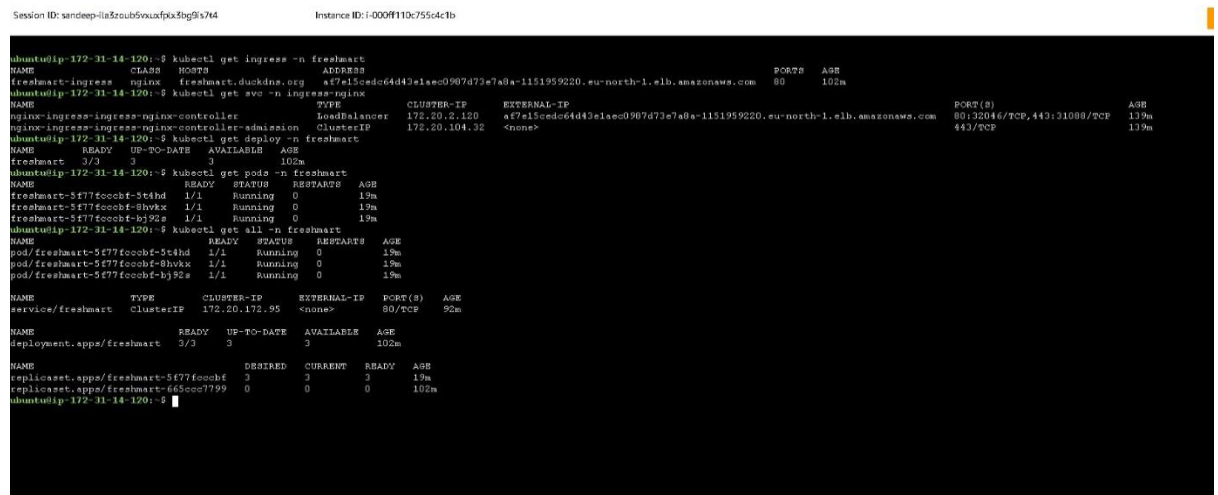 Session ID: sandeep-ila3zoub5vxuxfplx3bg9is7t4 Instance ID: i-000ff110c755c4c1b
ubuntu@ip-172-31-14-120:~$ kubectl get ingress -n freshmart
NAME CLASS HOSTS ADDRESS PORTS AGE
freshmart-ingress nginx freshmart.duckdns.org af7e15cedc64d43e1aec0987d73e7a8a-1151959220.eu-north-1.elb.amazonaws.com 80 102m
ubuntu@ip-172-31-14-120:~$ kubectl get svc -n ingress-nginx
NAME TYPE CLUSTER-IP EXTERNAL-IP PORT(S) AGE
nginx-ingress-ingress-nginx-controller LoadBalancer 172.20.2.120 af7e15cedc64d43e1aec0987d73e7a8a-1151959220.eu-north-1.elb.amazonaws.com 80:32046/TCP,443:31088/TCP 139m
nginx-ingress-ingress-nginx-controller-admission ClusterIP 172.20.104.32 <none> 443/TCP 139m
ubuntu@ip-172-31-14-120:~$ kubectl get deploy -n freshmart
NAME READY UP-TO-DATE AVAILABLE AGE
freshmart 3/3 3 3 102m
ubuntu@ip-172-31-14-120:~$ kubectl get pods -n freshmart
NAME READY STATUS RESTARTS AGE
freshmart-5f77fcccbf-5t4hd 1/1 Running 0 19m
freshmart-5f77fcccbf-8hvkx 1/1 Running 0 19m
freshmart-5f77fcccbf-bj92s 1/1 Running 0 19m
ubuntu@ip-172-31-14-120:~$ kubectl get all -n freshmart
NAME READY STATUS RESTARTS AGE
pod/freshmart-5f77fcccbf-5t4hd 1/1 Running 0 19m
pod/freshmart-5f77fcccbf-8hvkx 1/1 Running 0 19m
pod/freshmart-5f77fcccbf-bj92s 1/1 Running 0 19m
NAME TYPE CLUSTER-IP EXTERNAL-IP PORT(S) AGE
service/freshmart ClusterIP 172.20.172.95 <none> 80/TCP 92m
NAME READY UP-TO-DATE AVAILABLE AGE
deployment.apps/freshmart 3/3 3 3 102m
NAME DESIRED CURRENT READY AGE
replicaset.apps/freshmart-5f77fcccbf 3 3 3 19m
replicaset.apps/freshmart-665ccc7799 0 0 0 102m
ubuntu@ip-172-31-14-120:~$